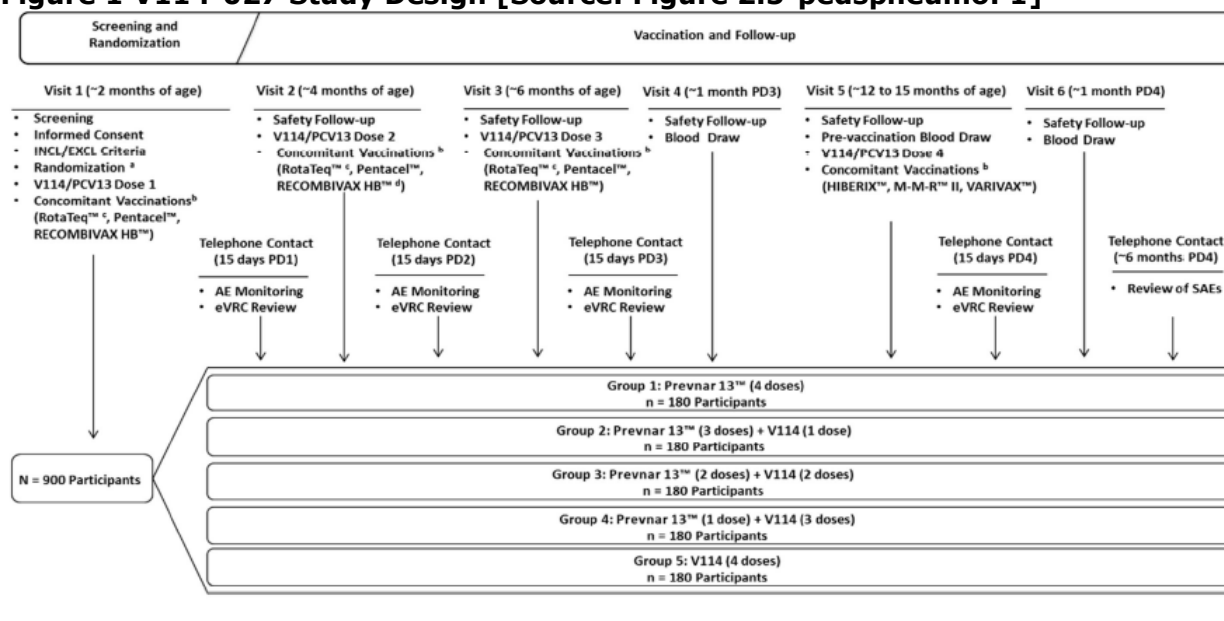 Figure 1 V114-027 Study Design [Source: Figure 2.5-pedspneumo: 1]
Screening and
Randomization
Vaccination and Follow-up
Visit 1 (~2 months of age)
• Screening
• Informed Consent
- INCL/EXCL Criteria
• Randomization ᵃ
• V114/PCV13 Dose 1
• Concomitant Vaccinationsᵇ
(RotaTeq™ ᶜ, Pentacel™,
RECOMBIVAX HB™)
Visit 2 (~4 months of age)
• Safety Follow-up
• V114/PCV13 Dose 2
- Concomitant Vaccinations ᵇ
(RotaTeq™ ᶜ, Pentacel™,
RECOMBIVAX HB™ ᵈ)
Visit 3 (~6 months of age)
• Safety Follow-up
• V114/PCV13 Dose 3
- Concomitant Vaccinations ᵇ
(RotaTeq™ ᶜ, Pentacel™,
RECOMBIVAX HB™)
Visit 4 (~1 month PD3)
• Safety Follow-up
• Blood Draw
Visit 5 (~12 to 15 months of age)
• Safety Follow-up
• Pre-vaccination Blood Draw
• V114/PCV13 Dose 4
• Concomitant Vaccinations ᵇ
(HIBERIX™, M-M-R™ II, VARIVAX™)
Visit 6 (~1 month PD4)
• Safety Follow-up
• Blood Draw
Telephone Contact
(15 days PD1)
• AE Monitoring
• eVRC Review
Telephone Contact
(15 days PD2)
• AE Monitoring
• eVRC Review
Telephone Contact
(15 days PD3)
• AE Monitoring
• eVRC Review
Telephone Contact
(15 days PD4)
• AE Monitoring
• eVRC Review
Telephone Contact
(~6 months PD4)
• Review of SAEs
N = 900 Participants
Group 1: Prevnar 13™ (4 doses)
n = 180 Participants
Group 2: Prevnar 13™ (3 doses) + V114 (1 dose)
n = 180 Participants
Group 3: Prevnar 13™ (2 doses) + V114 (2 doses)
n = 180 Participants
Group 4: Prevnar 13™ (1 dose) + V114 (3 doses)
n = 180 Participants
Group 5: V114 (4 doses)
n = 180 Participants